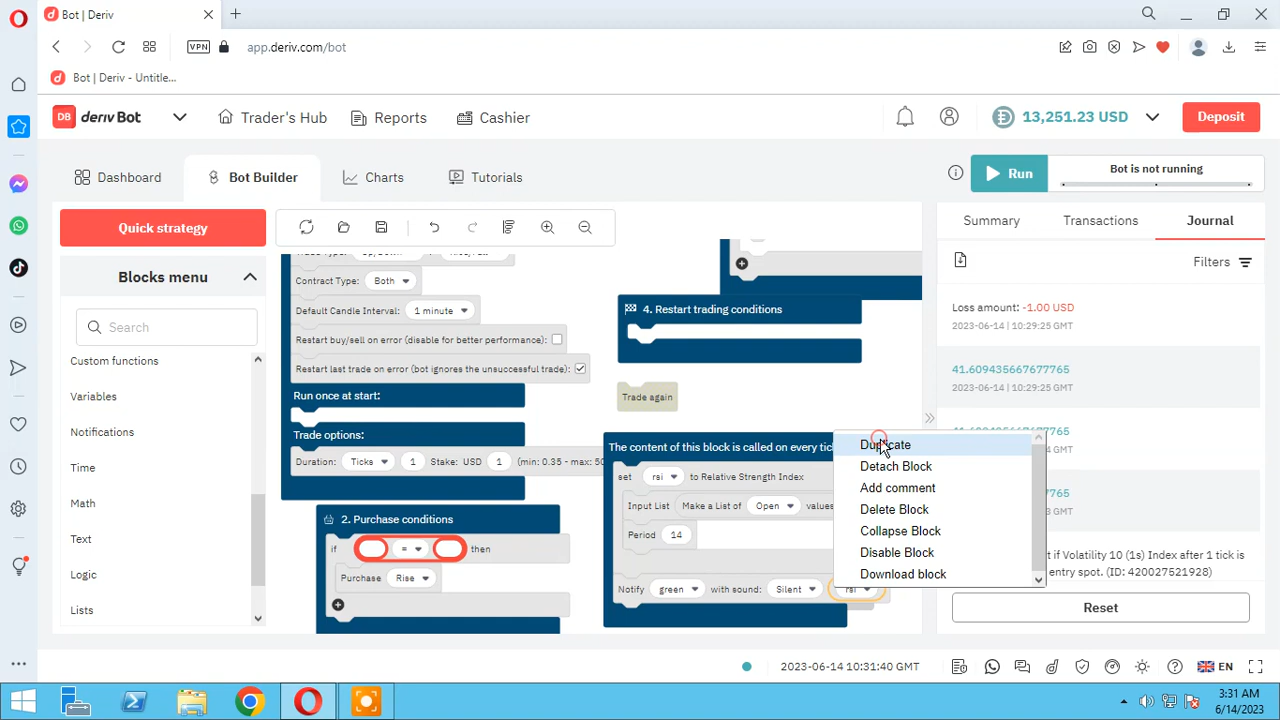 Bot | Deriv
VPN
app.deriv.com/bot
Bot | Deriv - Untitle...
DB deriv Bot
Trader's Hub
Reports
Cashier
13,251.23 USD
Deposit
Dashboard
Bot Builder
Charts
Tutorials
Run
Bot is not running
Quick strategy
Summary
Transactions
Journal
Blocks menu
Search
Filters
Custom functions
Variables
Notifications
Time
Math
Text
Logic
Lists
Contract Type: Both
Default Candle Interval: 1 minute
Restart buy/sell on error (disable for better performance):
Restart last trade on error (bot ignores the unsuccessful trade):
Run once at start:
Trade options:
Duration: Ticks 1 Stake: USD 1 (min: 0.35 - max: 50
2. Purchase conditions
if = then
Purchase Rise
4. Restart trading conditions
Trade again
The content of this block is called on every tic
set rsi to Relative Strength Index
Input List Make a List of Open values
Period 14
Notify green with sound: Silent rsi
Duplicate
Detach Block
Add comment
Delete Block
Collapse Block
Disable Block
Download block
Loss amount: -1.00 USD
2023-06-14 | 10:29:25 GMT
41.609435667677765
2023-06-14 | 10:29:25 GMT
t if Volatility 10 (1s) Index after 1 tick is
entry spot. (ID: 420027521928)
Reset
2023-06-14 10:31:40 GMT
EN
3:31 AM
6/14/2023